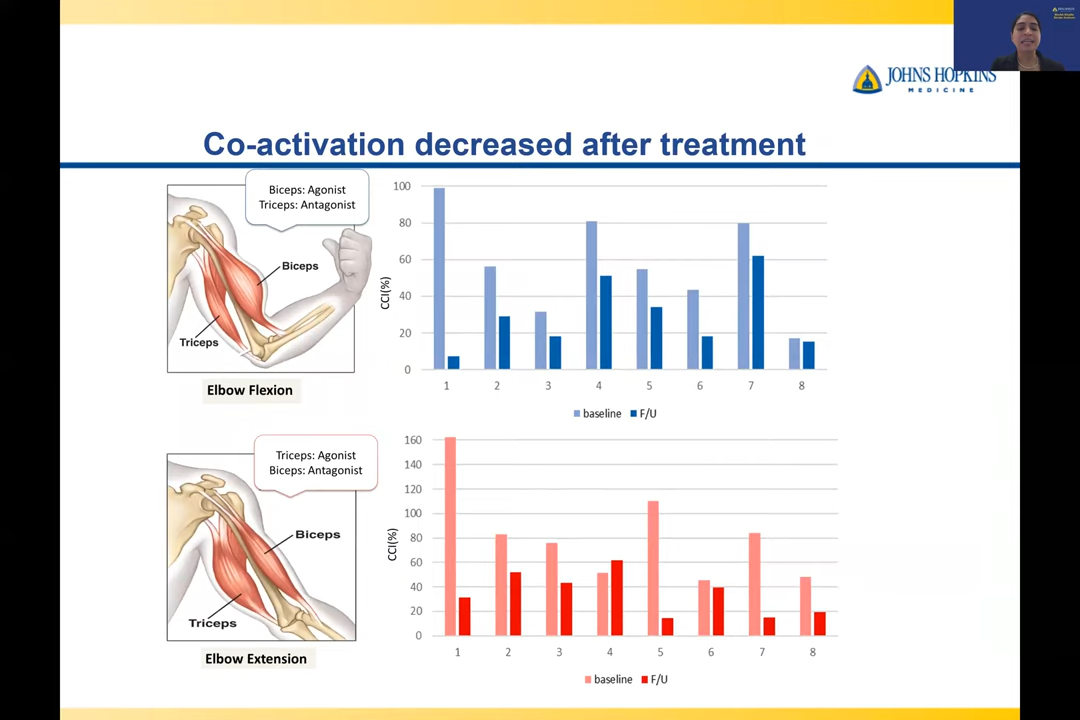 JOHNS HOPKINS
MEDICINE
Co-activation decreased after treatment
Biceps: Agonist
Triceps: Antagonist
Biceps
Triceps
Elbow Flexion
CCI(%)
100
80
60
40
20
0
1 2 3 4 5 6 7 8
baseline F/U
Triceps: Agonist
Biceps: Antagonist
Biceps
Triceps
Elbow Extension
CCI(%)
160
140
120
100
80
60
40
20
0
1 2 3 4 5 6 7 8
baseline F/U